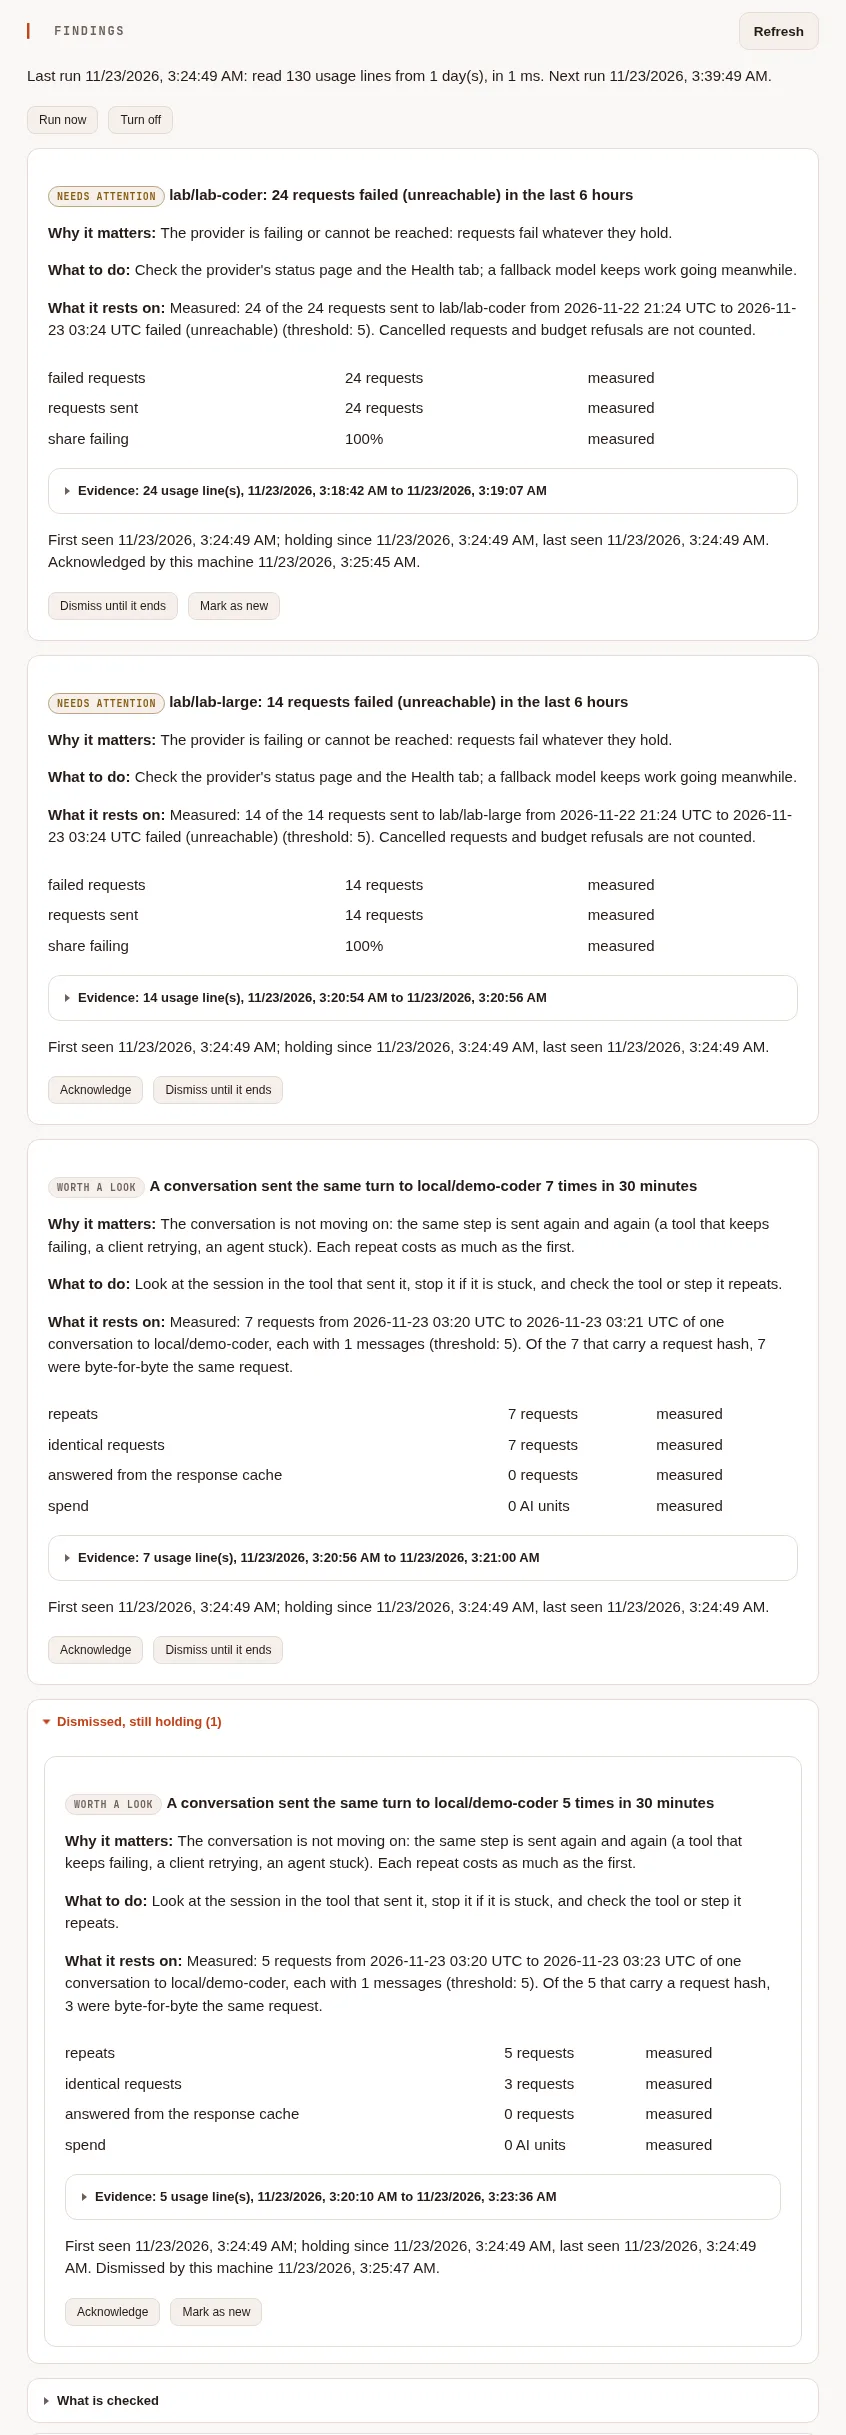 FINDINGS
Refresh
Last run 11/23/2026, 3:24:49 AM: read 130 usage lines from 1 day(s), in 1 ms. Next run 11/23/2026, 3:39:49 AM.
Run now Turn off
NEEDS ATTENTION lab/lab-coder: 24 requests failed (unreachable) in the last 6 hours
Why it matters: The provider is failing or cannot be reached: requests fail whatever they hold.
What to do: Check the provider's status page and the Health tab; a fallback model keeps work going meanwhile.
What it rests on: Measured: 24 of the 24 requests sent to lab/lab-coder from 2026-11-22 21:24 UTC to 2026-11-
23 03:24 UTC failed (unreachable) (threshold: 5). Cancelled requests and budget refusals are not counted.
failed requests 24 requests measured
requests sent 24 requests measured
share failing 100% measured
Evidence: 24 usage line(s), 11/23/2026, 3:18:42 AM to 11/23/2026, 3:19:07 AM
First seen 11/23/2026, 3:24:49 AM; holding since 11/23/2026, 3:24:49 AM, last seen 11/23/2026, 3:24:49 AM.
Acknowledged by this machine 11/23/2026, 3:25:45 AM.
Dismiss until it ends Mark as new
NEEDS ATTENTION lab/lab-large: 14 requests failed (unreachable) in the last 6 hours
Why it matters: The provider is failing or cannot be reached: requests fail whatever they hold.
What to do: Check the provider's status page and the Health tab; a fallback model keeps work going meanwhile.
What it rests on: Measured: 14 of the 14 requests sent to lab/lab-large from 2026-11-22 21:24 UTC to 2026-11-
23 03:24 UTC failed (unreachable) (threshold: 5). Cancelled requests and budget refusals are not counted.
failed requests 14 requests measured
requests sent 14 requests measured
share failing 100% measured
Evidence: 14 usage line(s), 11/23/2026, 3:20:54 AM to 11/23/2026, 3:20:56 AM
First seen 11/23/2026, 3:24:49 AM; holding since 11/23/2026, 3:24:49 AM, last seen 11/23/2026, 3:24:49 AM.
Acknowledge Dismiss until it ends
WORTH A LOOK A conversation sent the same turn to local/demo-coder 7 times in 30 minutes
Why it matters: The conversation is not moving on: the same step is sent again and again (a tool that keeps
failing, a client retrying, an agent stuck). Each repeat costs as much as the first.
What to do: Look at the session in the tool that sent it, stop it if it is stuck, and check the tool or step it repeats.
What it rests on: Measured: 7 requests from 2026-11-23 03:20 UTC to 2026-11-23 03:21 UTC of one
conversation to local/demo-coder, each with 1 messages (threshold: 5). Of the 7 that carry a request hash, 7
were byte-for-byte the same request.
repeats 7 requests measured
identical requests 7 requests measured
answered from the response cache 0 requests measured
spend 0 AI units measured
Evidence: 7 usage line(s), 11/23/2026, 3:20:56 AM to 11/23/2026, 3:21:00 AM
First seen 11/23/2026, 3:24:49 AM; holding since 11/23/2026, 3:24:49 AM, last seen 11/23/2026, 3:24:49 AM.
Acknowledge Dismiss until it ends
Dismissed, still holding (1)
WORTH A LOOK A conversation sent the same turn to local/demo-coder 5 times in 30 minutes
Why it matters: The conversation is not moving on: the same step is sent again and again (a tool that
keeps failing, a client retrying, an agent stuck). Each repeat costs as much as the first.
What to do: Look at the session in the tool that sent it, stop it if it is stuck, and check the tool or step it
repeats.
What it rests on: Measured: 5 requests from 2026-11-23 03:20 UTC to 2026-11-23 03:23 UTC of one
conversation to local/demo-coder, each with 1 messages (threshold: 5). Of the 5 that carry a request hash,
3 were byte-for-byte the same request.
repeats 5 requests measured
identical requests 3 requests measured
answered from the response cache 0 requests measured
spend 0 AI units measured
Evidence: 5 usage line(s), 11/23/2026, 3:20:10 AM to 11/23/2026, 3:23:36 AM
First seen 11/23/2026, 3:24:49 AM; holding since 11/23/2026, 3:24:49 AM, last seen 11/23/2026, 3:24:49
AM. Dismissed by this machine 11/23/2026, 3:25:47 AM.
Acknowledge Mark as new
What is checked